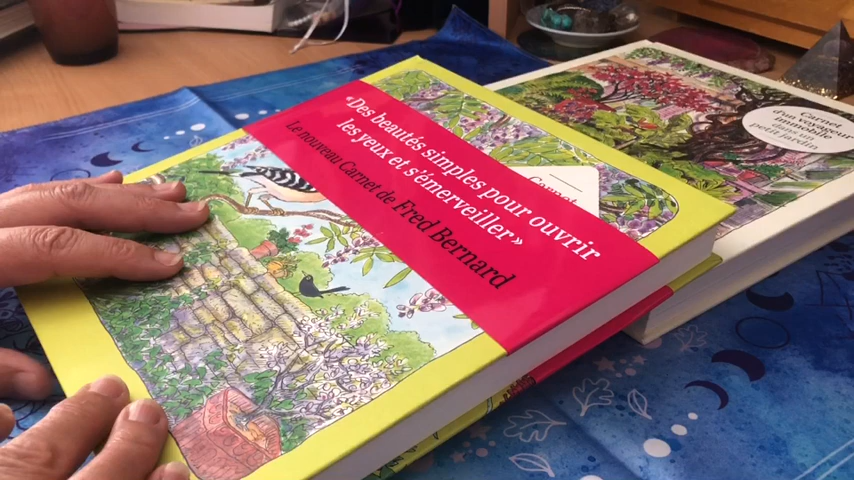 «Des beautés simples pour ouvrir
les yeux et s'émerveiller»
Le nouveau Carnet de Fred Bernard
Carnet
Carnet
d'un voyageur
immobile
dans un
petit jardin